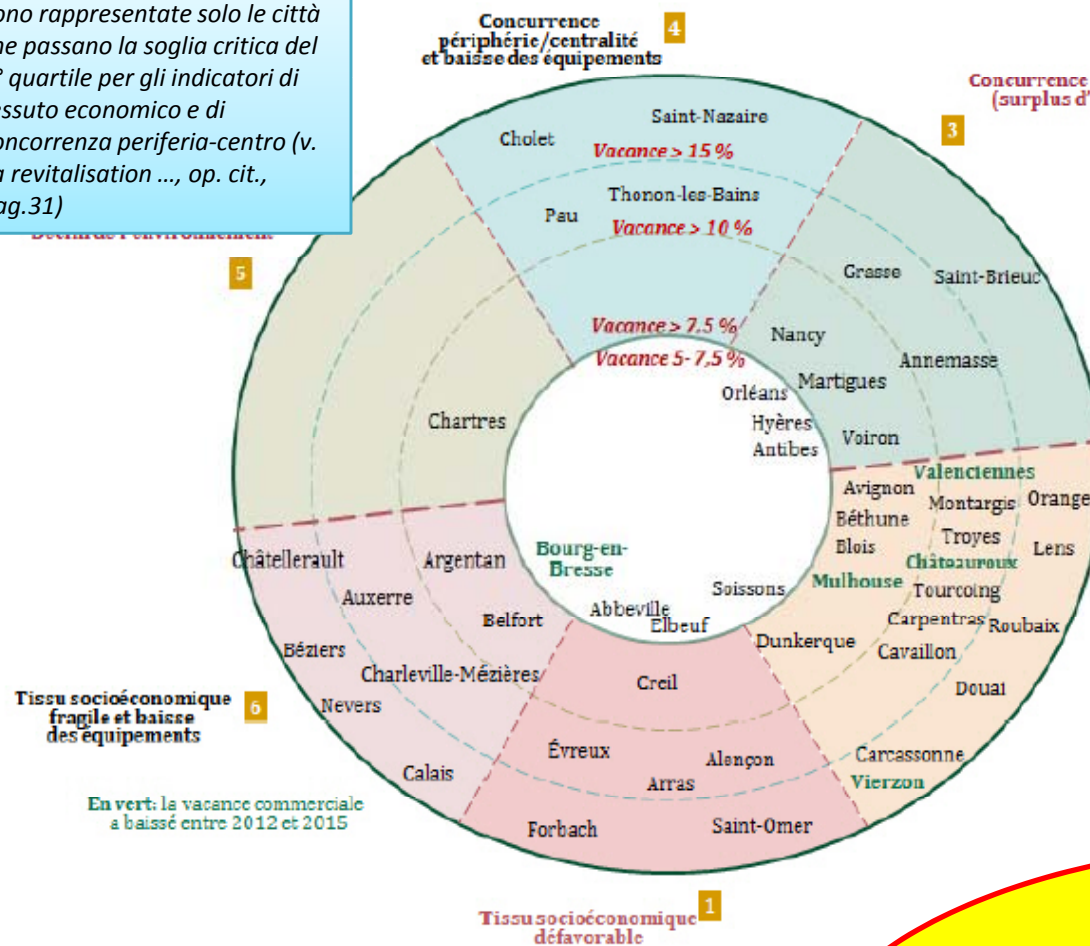 rappresentate solo le città
passano la soglia critica del
quartile per gli indicatori di
economico e di
periferia-centro (v.
revitalisation …, op. cit.,
Concurrence
périphérie/centralité
et baisse des équipements
4
Concurrence
(surplus
3
5
Saint-Nazaire
Cholet
Vacance > 15 %
Thonon-les-Bains
Pau
Vacance > 10 %
Vacance > 7,5 %
Vacance 5- 7,5 %
Grasse
Saint-Brieuc
Nancy
Annemasse
Martigues
Orléans
Hyères
Antibes
Voiron
Chartres
Valenciennes
Avignon
Montargis
Orange
Béthune
Troyes
Blois
Lens
Châteauroux
Mulhouse
Tourcoing
Carpentras
Roubaix
Cavaillon
Dunkerque
Douai
Carcassonne
Vierzon
Bourg-en-
Bresse
Soissons
Abbeville
Elbeuf
Châtellerault
Argentan
Auxerre
Belfort
Béziers
Charleville-Mézières
Nevers
Calais
Creil
Évreux
Alençon
Arras
Forbach
Saint-Omer
Tissu socioéconomique
fragile et baisse
des équipements
6
En vert: la vacance commerciale
a baissé entre 2012 et 2015
Tissu socioéconomique
défavorable
1